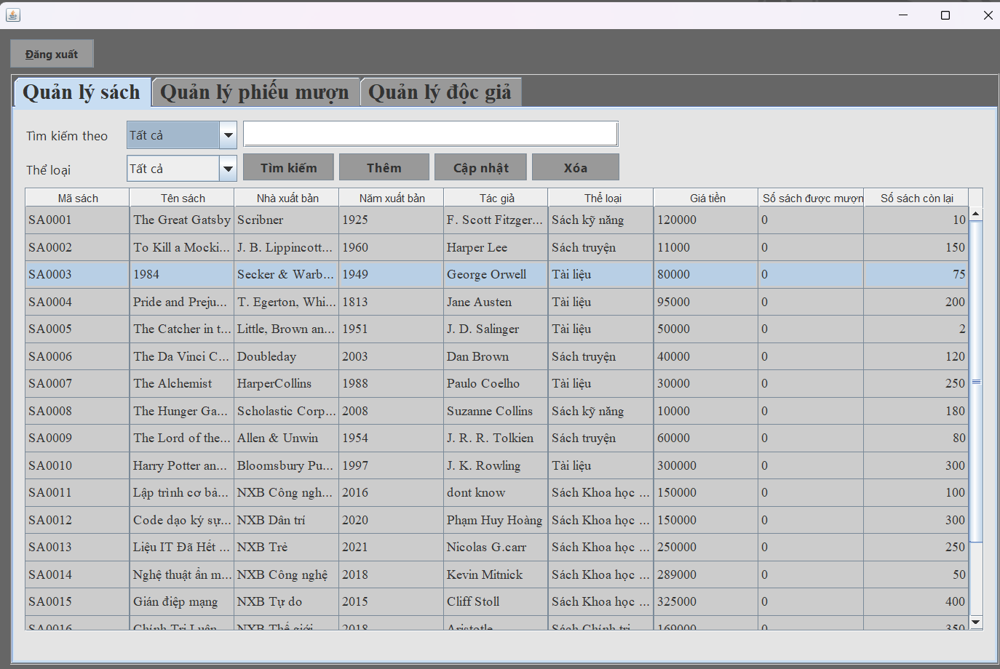 Đăng xuất
Quản lý sách Quản lý phiếu mượn Quản lý độc giả
Tìm kiếm theo Tất cả
Thể loại Tất cả Tìm kiếm Thêm Cập nhật Xóa
Mã sách Tên sách Nhà xuất bản Năm xuất bản Tác giả Thể loại Giá tiền Số sách được mượn Số sách còn lại
SA0001 The Great Gatsby Scribner 1925 F. Scott Fitzger... Sách kỹ năng 120000 0 10
SA0002 To Kill a Mocki... J. B. Lippincott... 1960 Harper Lee Sách truyện 11000 0 150
SA0003 1984 Secker & Warb... 1949 George Orwell Tài liệu 80000 0 75
SA0004 Pride and Preju... T. Egerton, Whi... 1813 Jane Austen Tài liệu 95000 0 200
SA0005 The Catcher in t... Little, Brown an... 1951 J. D. Salinger Tài liệu 50000 0 2
SA0006 The Da Vinci C... Doubleday 2003 Dan Brown Sách truyện 40000 0 120
SA0007 The Alchemist HarperCollins 1988 Paulo Coelho Tài liệu 30000 0 250
SA0008 The Hunger Ga... Scholastic Corp... 2008 Suzanne Collins Sách kỹ năng 10000 0 180
SA0009 The Lord of the... Allen & Unwin 1954 J. R. R. Tolkien Sách truyện 60000 0 80
SA0010 Harry Potter an... Bloomsbury Pu... 1997 J. K. Rowling Tài liệu 300000 0 300
SA0011 Lập trình cơ bả... NXB Công ngh... 2016 dont know Sách Khoa học ... 150000 0 100
SA0012 Code dạo ký sự... NXB Dân trí 2020 Phạm Huy Hoàng Sách Khoa học ... 150000 0 300
SA0013 Liệu IT Đã Hết ... NXB Trẻ 2021 Nicolas G.carr Sách Khoa học ... 250000 0 250
SA0014 Nghệ thuật ẩn m... NXB Công nghệ 2018 Kevin Mitnick Sách Khoa học ... 289000 0 50
SA0015 Gián điệp mạng NXB Tự do 2015 Cliff Stoll Sách Khoa học ... 325000 0 400
SA0016 Chính Trị Luận NXB Thế giới 2018 Aristotle Sách Chính trị 169000 0 350